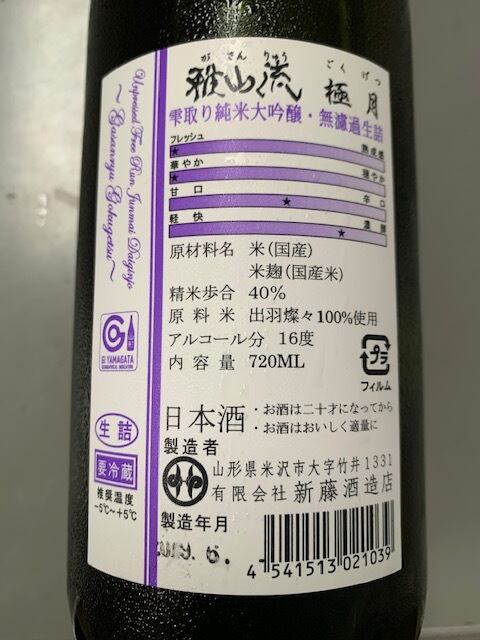 がさんりゅう ごくげつ
雅山流 極月
雫取り純米大吟醸・無濾過生詰
フレッシュ 熟成感
華やか 穏やか
甘口 辛口
軽快 濃醇
原材料名 米(国産)
米麹(国産米)
精米歩合 40%
原料米 出羽燦々100%使用
アルコール分 16度
内容量 720ML
プラ
フィルム
日本酒・お酒は二十才になってから
・お酒はおいしく適量に
製造者
山形県米沢市大字竹井1331
有限会社 新藤酒造店
製造年月
2019.6.
4 541513 021039
Unpressed Free Run Junmai Daiginjo
~Gasanryu Gokugetsu~
GI YAMAGATA
GEOGRAPHICAL INDICATION
生詰
要冷蔵
推奨温度
-5℃~+5℃